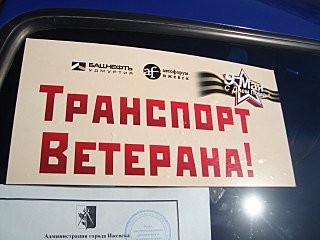 БАШНЕФТЬ
УДМУРТИЯ
автофорум
ижевск
9 Мая
ТРАНСПОРТ
ВЕТЕРАНА!
Администрация города Ижевска